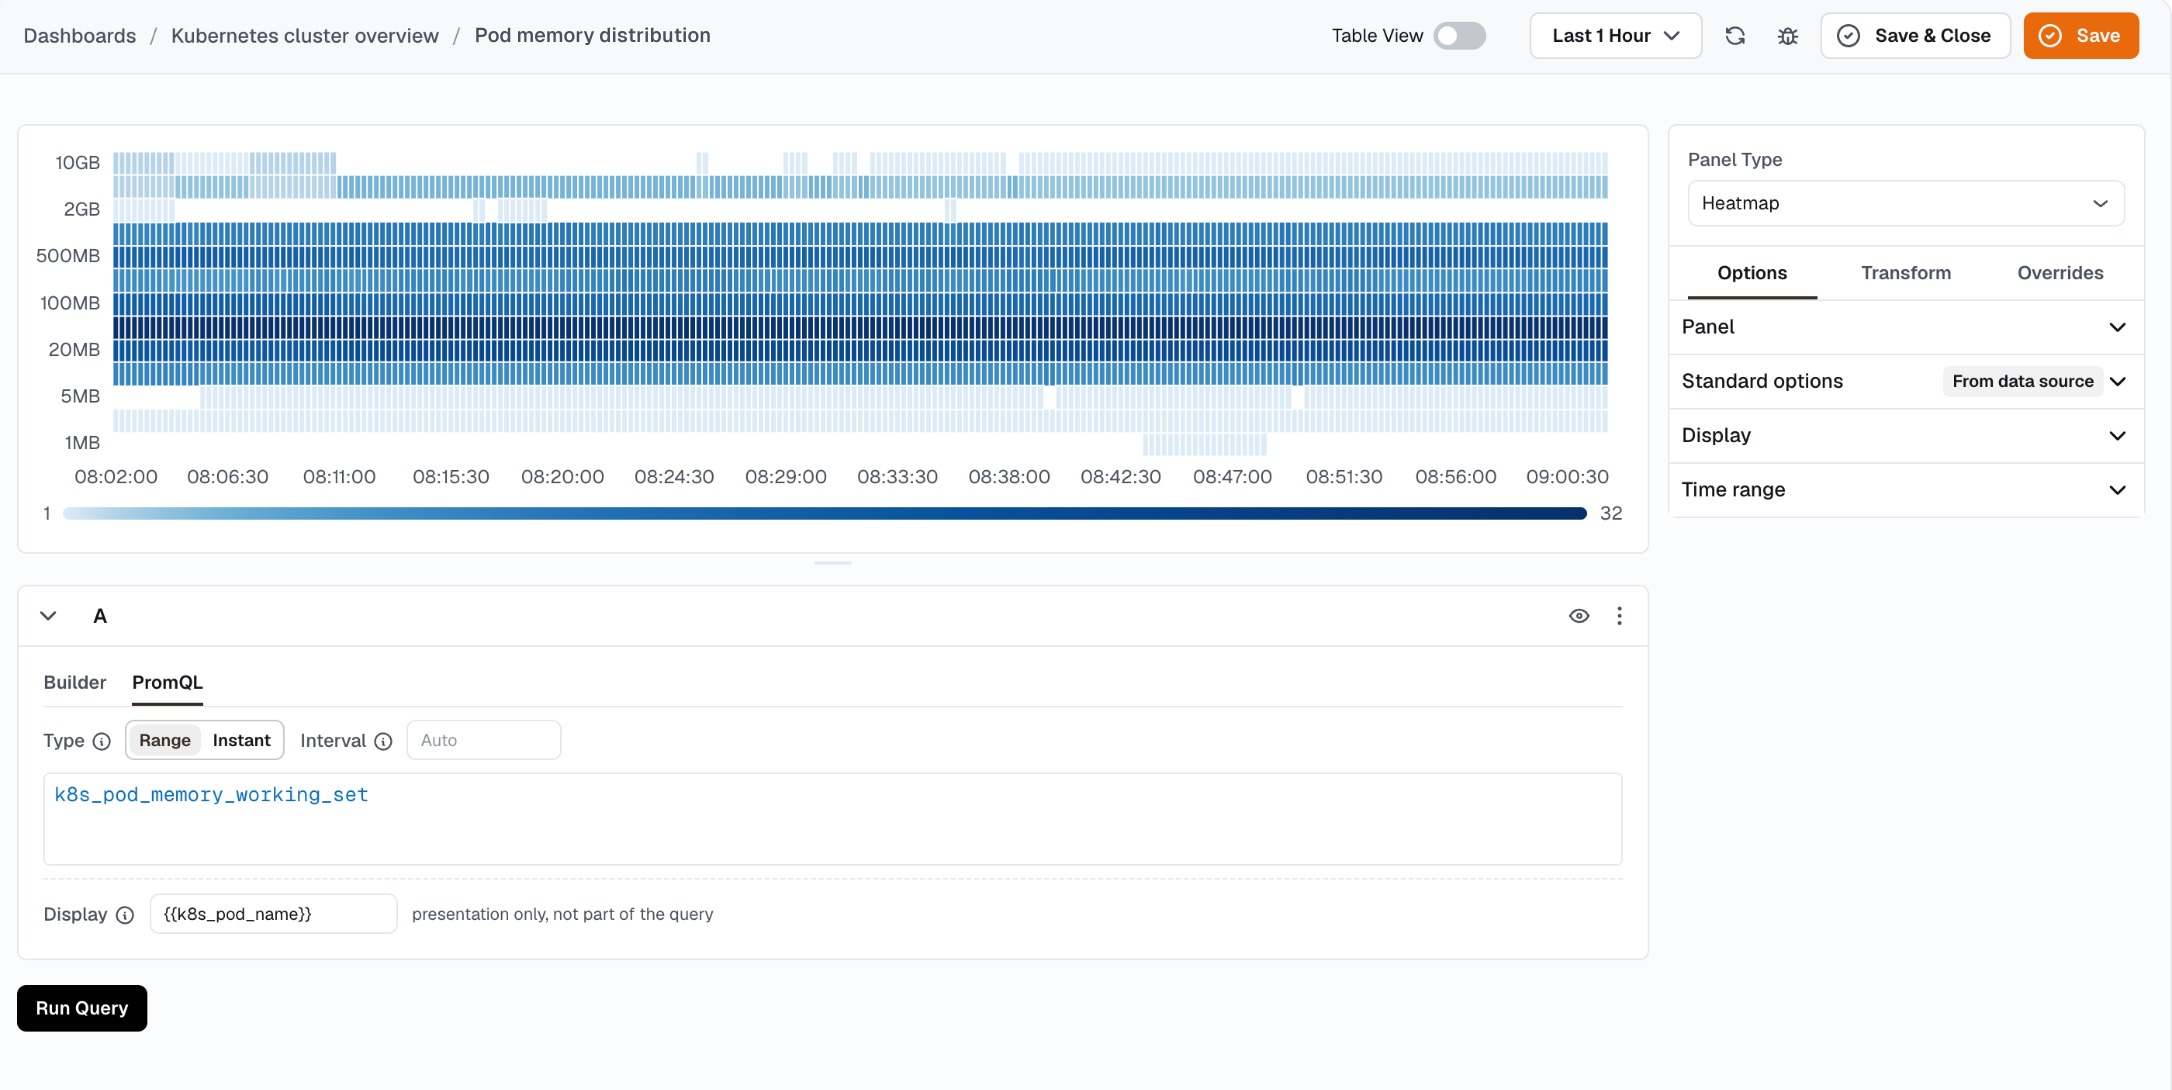 Dashboards / Kubernetes cluster overview / Pod memory distribution
Table View
Last 1 Hour
Save & Close
Save
10GB
2GB
500MB
100MB
20MB
5MB
1MB
08:02:00 08:06:30 08:11:00 08:15:30 08:20:00 08:24:30 08:29:00 08:33:30 08:38:00 08:42:30 08:47:00 08:51:30 08:56:00 09:00:30
1 32
Panel Type
Heatmap
Options Transform Overrides
Panel
Standard options From data source
Display
Time range
A
Builder PromQL
Type Range Instant Interval Auto
k8s_pod_memory_working_set
Display {{k8s_pod_name}} presentation only, not part of the query
Run Query